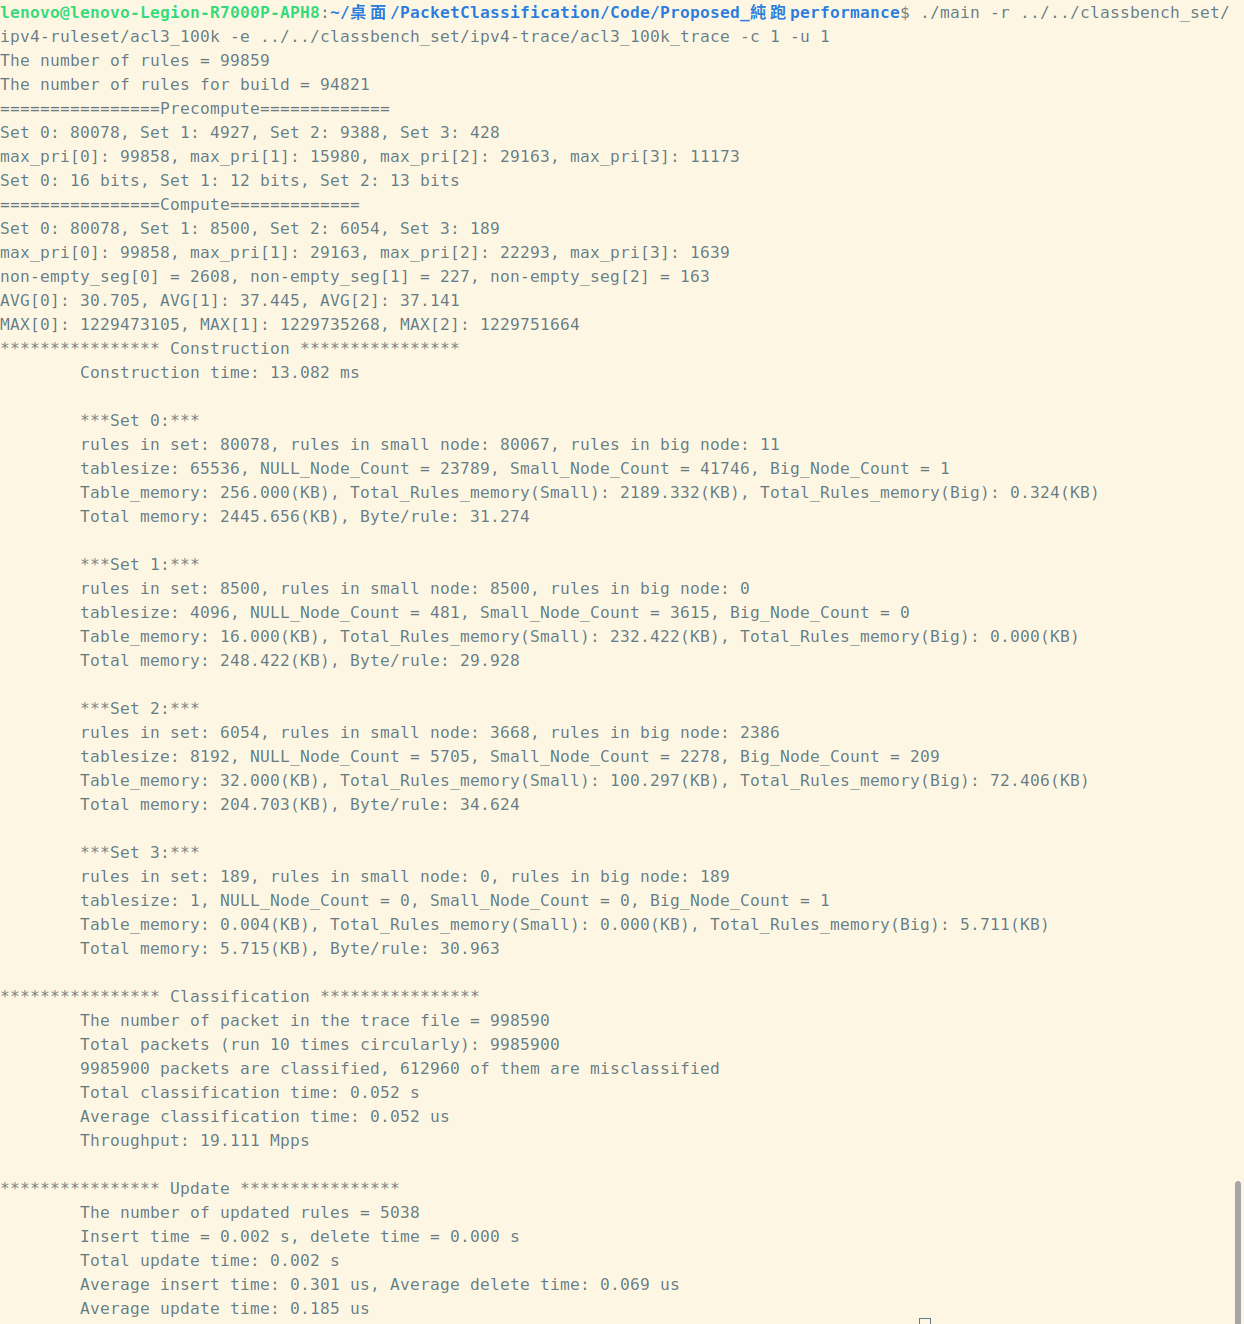 lenovo@lenovo-Legion-R7000P-APH8:~/桌面/PacketClassification/Code/Proposed_純跑performance$ ./main -r ../../classbench_set/
ipv4-ruleset/acl3_100k -e ../../classbench_set/ipv4-trace/acl3_100k_trace -c 1 -u 1
The number of rules = 99859
The number of rules for build = 94821
================Precompute=============
Set 0: 80078, Set 1: 4927, Set 2: 9388, Set 3: 428
max_pri[0]: 99858, max_pri[1]: 15980, max_pri[2]: 29163, max_pri[3]: 11173
Set 0: 16 bits, Set 1: 12 bits, Set 2: 13 bits
================Compute=============
Set 0: 80078, Set 1: 8500, Set 2: 6054, Set 3: 189
max_pri[0]: 99858, max_pri[1]: 29163, max_pri[2]: 22293, max_pri[3]: 1639
non-empty_seg[0] = 2608, non-empty_seg[1] = 227, non-empty_seg[2] = 163
AVG[0]: 30.705, AVG[1]: 37.445, AVG[2]: 37.141
MAX[0]: 1229473105, MAX[1]: 1229735268, MAX[2]: 1229751664
**************** Construction ****************
Construction time: 13.082 ms
***Set 0:***
rules in set: 80078, rules in small node: 80067, rules in big node: 11
tablesize: 65536, NULL_Node_Count = 23789, Small_Node_Count = 41746, Big_Node_Count = 1
Table_memory: 256.000(KB), Total_Rules_memory(Small): 2189.332(KB), Total_Rules_memory(Big): 0.324(KB)
Total memory: 2445.656(KB), Byte/rule: 31.274
***Set 1:***
rules in set: 8500, rules in small node: 8500, rules in big node: 0
tablesize: 4096, NULL_Node_Count = 481, Small_Node_Count = 3615, Big_Node_Count = 0
Table_memory: 16.000(KB), Total_Rules_memory(Small): 232.422(KB), Total_Rules_memory(Big): 0.000(KB)
Total memory: 248.422(KB), Byte/rule: 29.928
***Set 2:***
rules in set: 6054, rules in small node: 3668, rules in big node: 2386
tablesize: 8192, NULL_Node_Count = 5705, Small_Node_Count = 2278, Big_Node_Count = 209
Table_memory: 32.000(KB), Total_Rules_memory(Small): 100.297(KB), Total_Rules_memory(Big): 72.406(KB)
Total memory: 204.703(KB), Byte/rule: 34.624
***Set 3:***
rules in set: 189, rules in small node: 0, rules in big node: 189
tablesize: 1, NULL_Node_Count = 0, Small_Node_Count = 0, Big_Node_Count = 1
Table_memory: 0.004(KB), Total_Rules_memory(Small): 0.000(KB), Total_Rules_memory(Big): 5.711(KB)
Total memory: 5.715(KB), Byte/rule: 30.963
**************** Classification ****************
The number of packet in the trace file = 998590
Total packets (run 10 times circularly): 9985900
9985900 packets are classified, 612960 of them are misclassified
Total classification time: 0.052 s
Average classification time: 0.052 us
Throughput: 19.111 Mpps
**************** Update ****************
The number of updated rules = 5038
Insert time = 0.002 s, delete time = 0.000 s
Total update time: 0.002 s
Average insert time: 0.301 us, Average delete time: 0.069 us
Average update time: 0.185 us